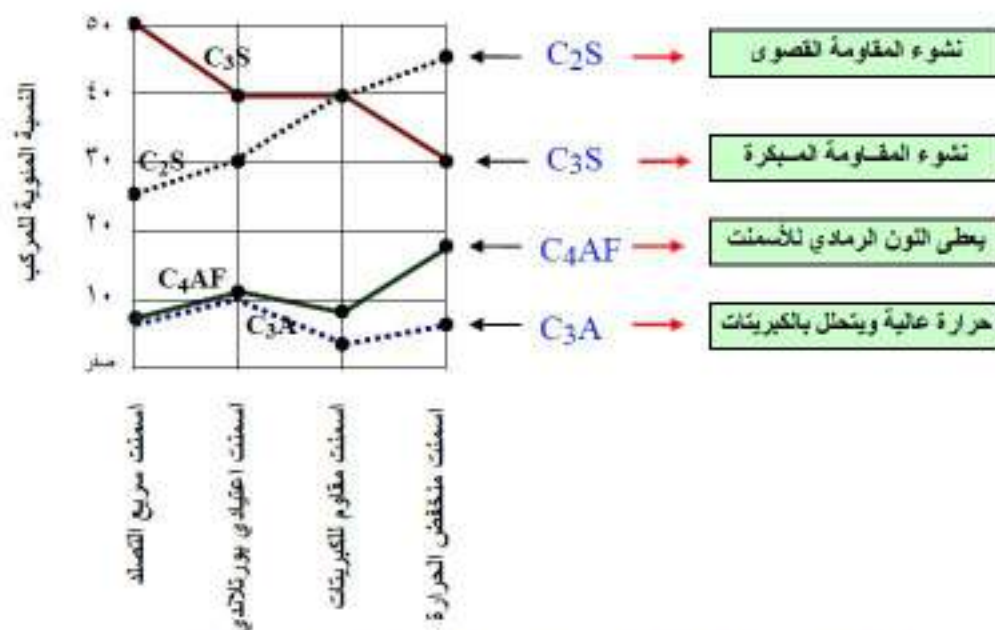 ٥٠
٤٠
٣٠
٢٠
١٠
صفر
النسبة المئوية للمركب
C3S
C2S
C4AF
C3A
C2S
نشوء المقاومة القصوى
C3S
نشوء المقاومة المبكرة
C4AF
يعطى اللون الرمادي للأسمنت
C3A
حرارة عالية ويتحلل بالكبريتات
اسمنت سريع التصلد
اسمنت اعتيادي بورتلاندي
اسمنت مقاوم للكبريتات
اسمنت منخفض الحرارة